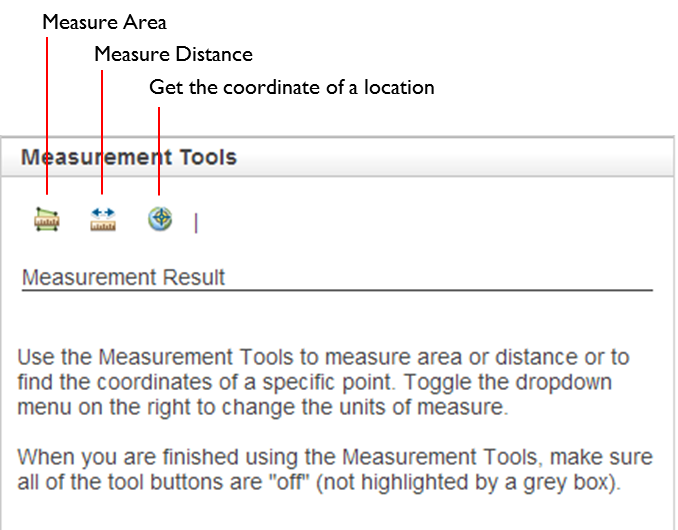 Measure Area
Measure Distance
Get the coordinate of a location
Measurement Tools
Measurement Result
Use the Measurement Tools to measure area or distance or to
find the coordinates of a specific point. Toggle the dropdown
menu on the right to change the units of measure.
When you are finished using the Measurement Tools, make sure
all of the tool buttons are "off" (not highlighted by a grey box).